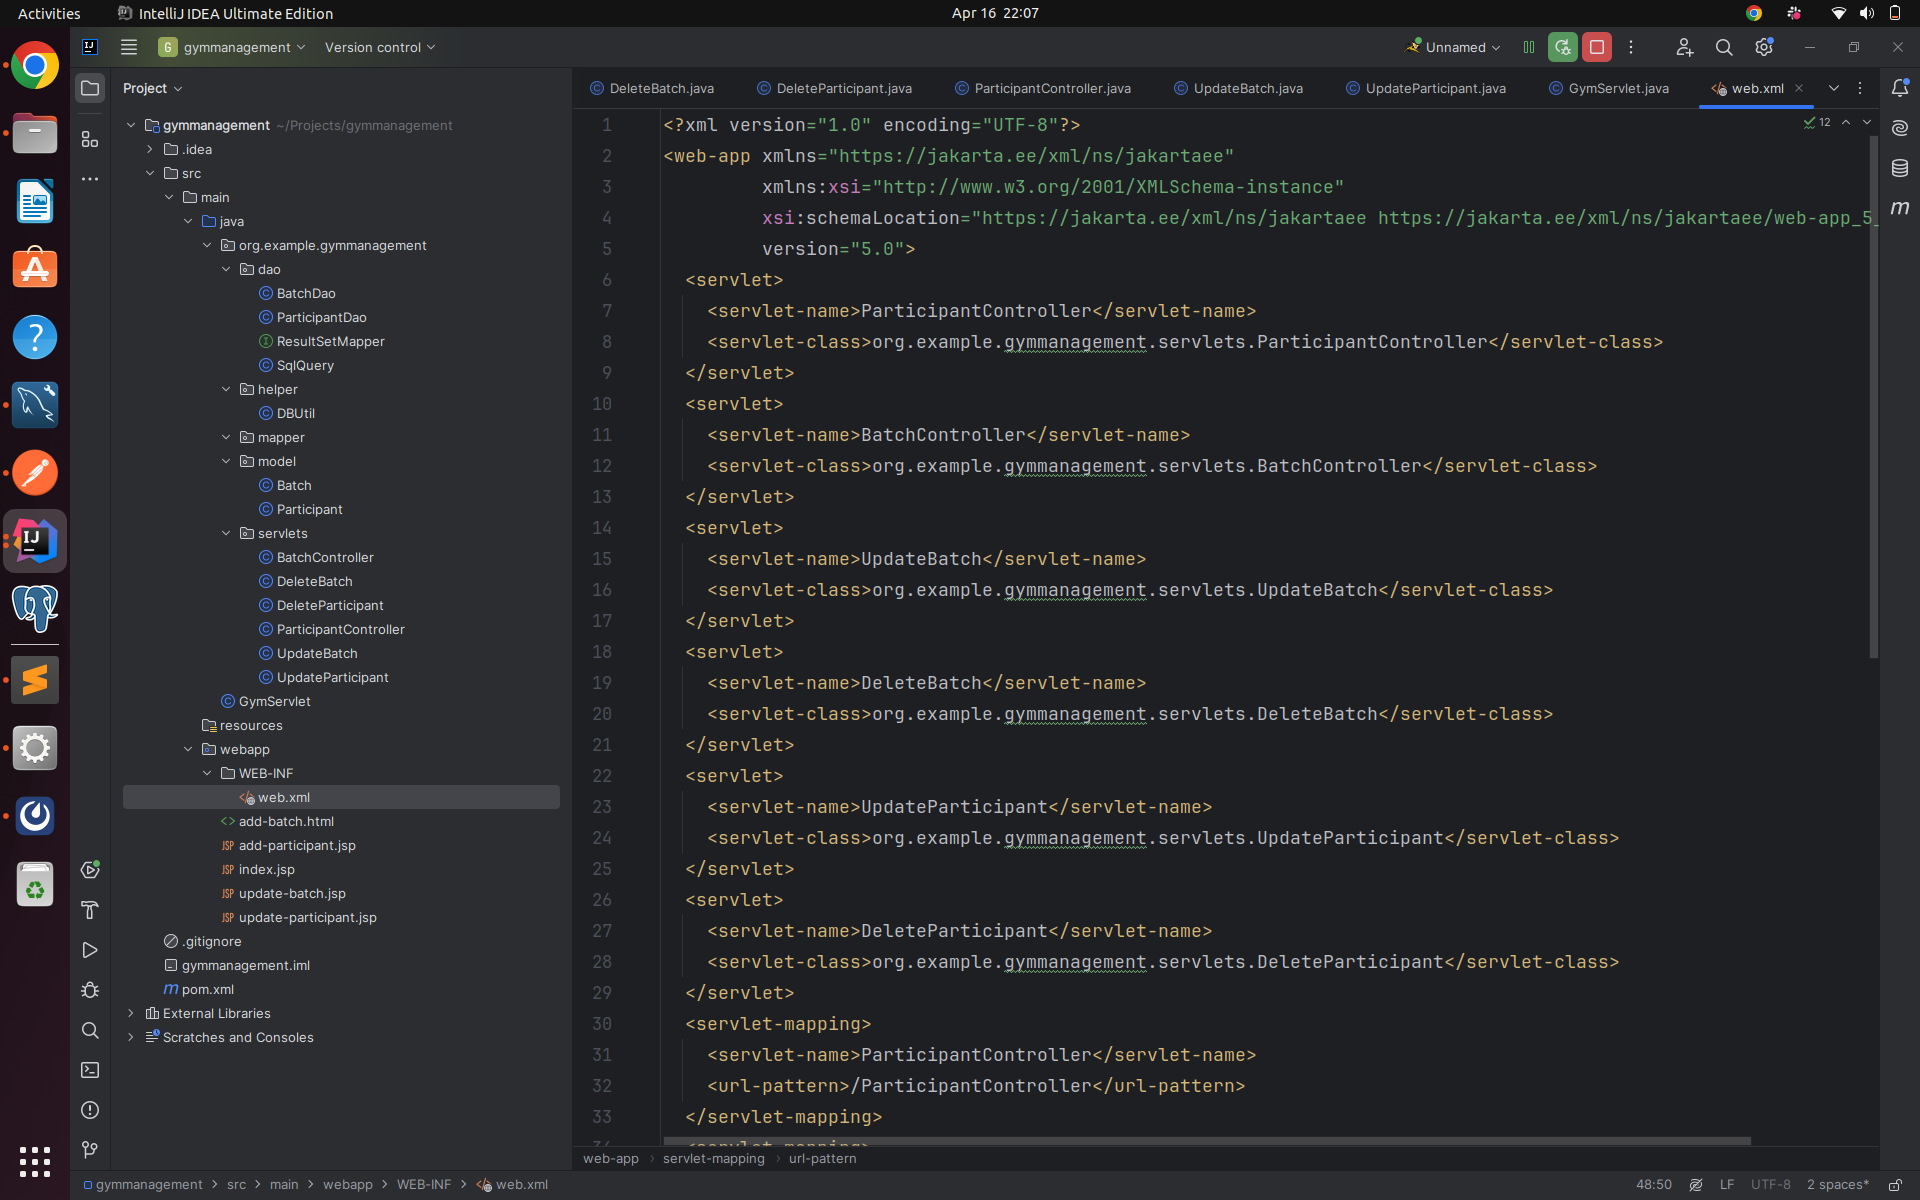 Activities
IntelliJ IDEA Ultimate Edition
Apr 16 22:07
G gymmanagement
Version control
Unnamed
Project
DeleteBatch.java
DeleteParticipant.java
ParticipantController.java
UpdateBatch.java
UpdateParticipant.java
GymServlet.java
web.xml
gymmanagement ~/Projects/gymmanagement
.idea
src
main
java
org.example.gymmanagement
dao
BatchDao
ParticipantDao
ResultSetMapper
SqlQuery
helper
DBUtil
mapper
model
Batch
Participant
servlets
BatchController
DeleteBatch
DeleteParticipant
ParticipantController
UpdateBatch
UpdateParticipant
GymServlet
resources
webapp
WEB-INF
web.xml
add-batch.html
JSP add-participant.jsp
JSP index.jsp
JSP update-batch.jsp
JSP update-participant.jsp
.gitignore
gymmanagement.iml
m pom.xml
External Libraries
Scratches and Consoles
12
1 <?xml version="1.0" encoding="UTF-8"?>
2 <web-app xmlns="https://jakarta.ee/xml/ns/jakartaee"
3 xmlns:xsi="http://www.w3.org/2001/XMLSchema-instance"
4 xsi:schemaLocation="https://jakarta.ee/xml/ns/jakartaee https://jakarta.ee/xml/ns/jakartaee/web-app_5_
5 version="5.0">
6 <servlet>
7 <servlet-name>ParticipantController</servlet-name>
8 <servlet-class>org.example.gymmanagement.servlets.ParticipantController</servlet-class>
9 </servlet>
10 <servlet>
11 <servlet-name>BatchController</servlet-name>
12 <servlet-class>org.example.gymmanagement.servlets.BatchController</servlet-class>
13 </servlet>
14 <servlet>
15 <servlet-name>UpdateBatch</servlet-name>
16 <servlet-class>org.example.gymmanagement.servlets.UpdateBatch</servlet-class>
17 </servlet>
18 <servlet>
19 <servlet-name>DeleteBatch</servlet-name>
20 <servlet-class>org.example.gymmanagement.servlets.DeleteBatch</servlet-class>
21 </servlet>
22 <servlet>
23 <servlet-name>UpdateParticipant</servlet-name>
24 <servlet-class>org.example.gymmanagement.servlets.UpdateParticipant</servlet-class>
25 </servlet>
26 <servlet>
27 <servlet-name>DeleteParticipant</servlet-name>
28 <servlet-class>org.example.gymmanagement.servlets.DeleteParticipant</servlet-class>
29 </servlet>
30 <servlet-mapping>
31 <servlet-name>ParticipantController</servlet-name>
32 <url-pattern>/ParticipantController</url-pattern>
33 </servlet-mapping>
web-app
servlet-mapping
url-pattern
gymmanagement
src
main
webapp
WEB-INF
web.xml
48:50
LF
UTF-8
2 spaces*